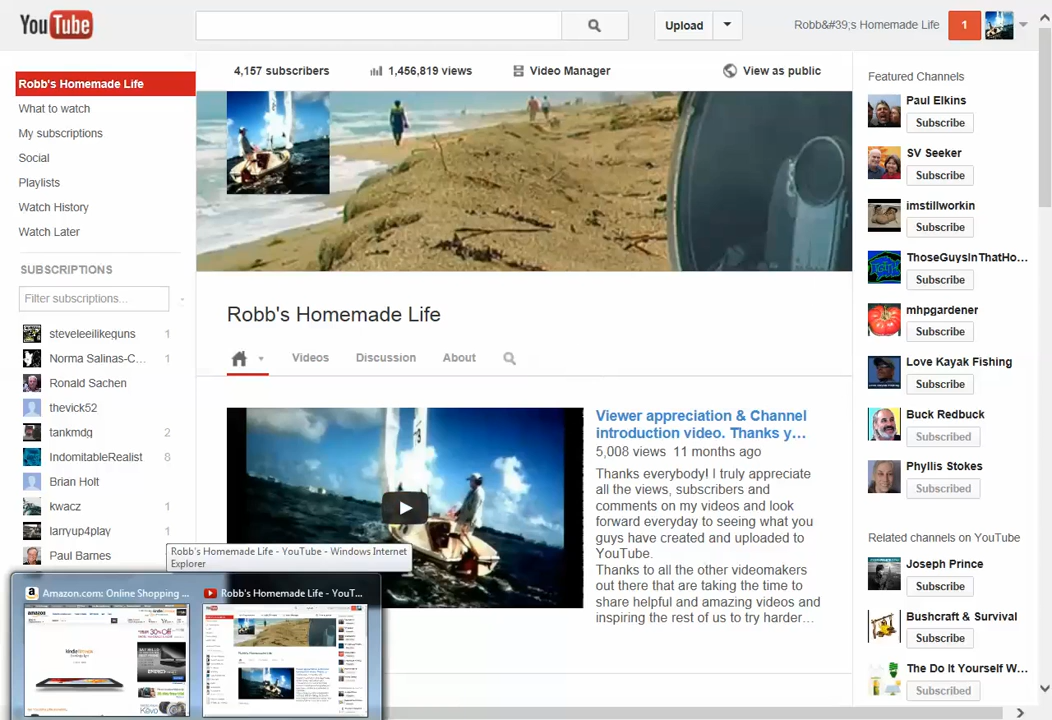 YouTube
Upload
Robb&#39;s Homemade Life
1
Robb's Homemade Life
What to watch
My subscriptions
Social
Playlists
Watch History
Watch Later
SUBSCRIPTIONS
Filter subscriptions...
steveleeilikeguns 1
Norma Salinas-C... 1
Ronald Sachen
thevick52
tankmdg 2
IndomitableRealist 8
Brian Holt
kwacz 1
larryup4play 1
Paul Barnes
4,157 subscribers
1,456,819 views
Video Manager
View as public
Robb's Homemade Life
Videos
Discussion
About
Viewer appreciation & Channel
introduction video. Thanks y...
5,008 views 11 months ago
Thanks everybody! I truly appreciate
all the views, subscribers and
comments on my videos and look
forward everyday to seeing what you
guys have created and uploaded to
YouTube.
Thanks to all the other videomakers
out there that are taking the time to
share helpful and amazing videos and
inspiring the rest of us to try harder...
Featured Channels
Paul Elkins
Subscribe
SV Seeker
Subscribe
imstillworkin
Subscribe
ThoseGuysInThatHo...
Subscribe
mhpgardener
Subscribe
Love Kayak Fishing
Subscribe
Buck Redbuck
Subscribed
Phyllis Stokes
Subscribed
Related channels on YouTube
Joseph Prince
Subscribe
Bushcraft & Survival
Subscribe
The Do It Yourself W...
Subscribed
Robb's Homemade Life - YouTube - Windows Internet
Explorer
Amazon.com: Online Shopping ...
Robb's Homemade Life - YouT...